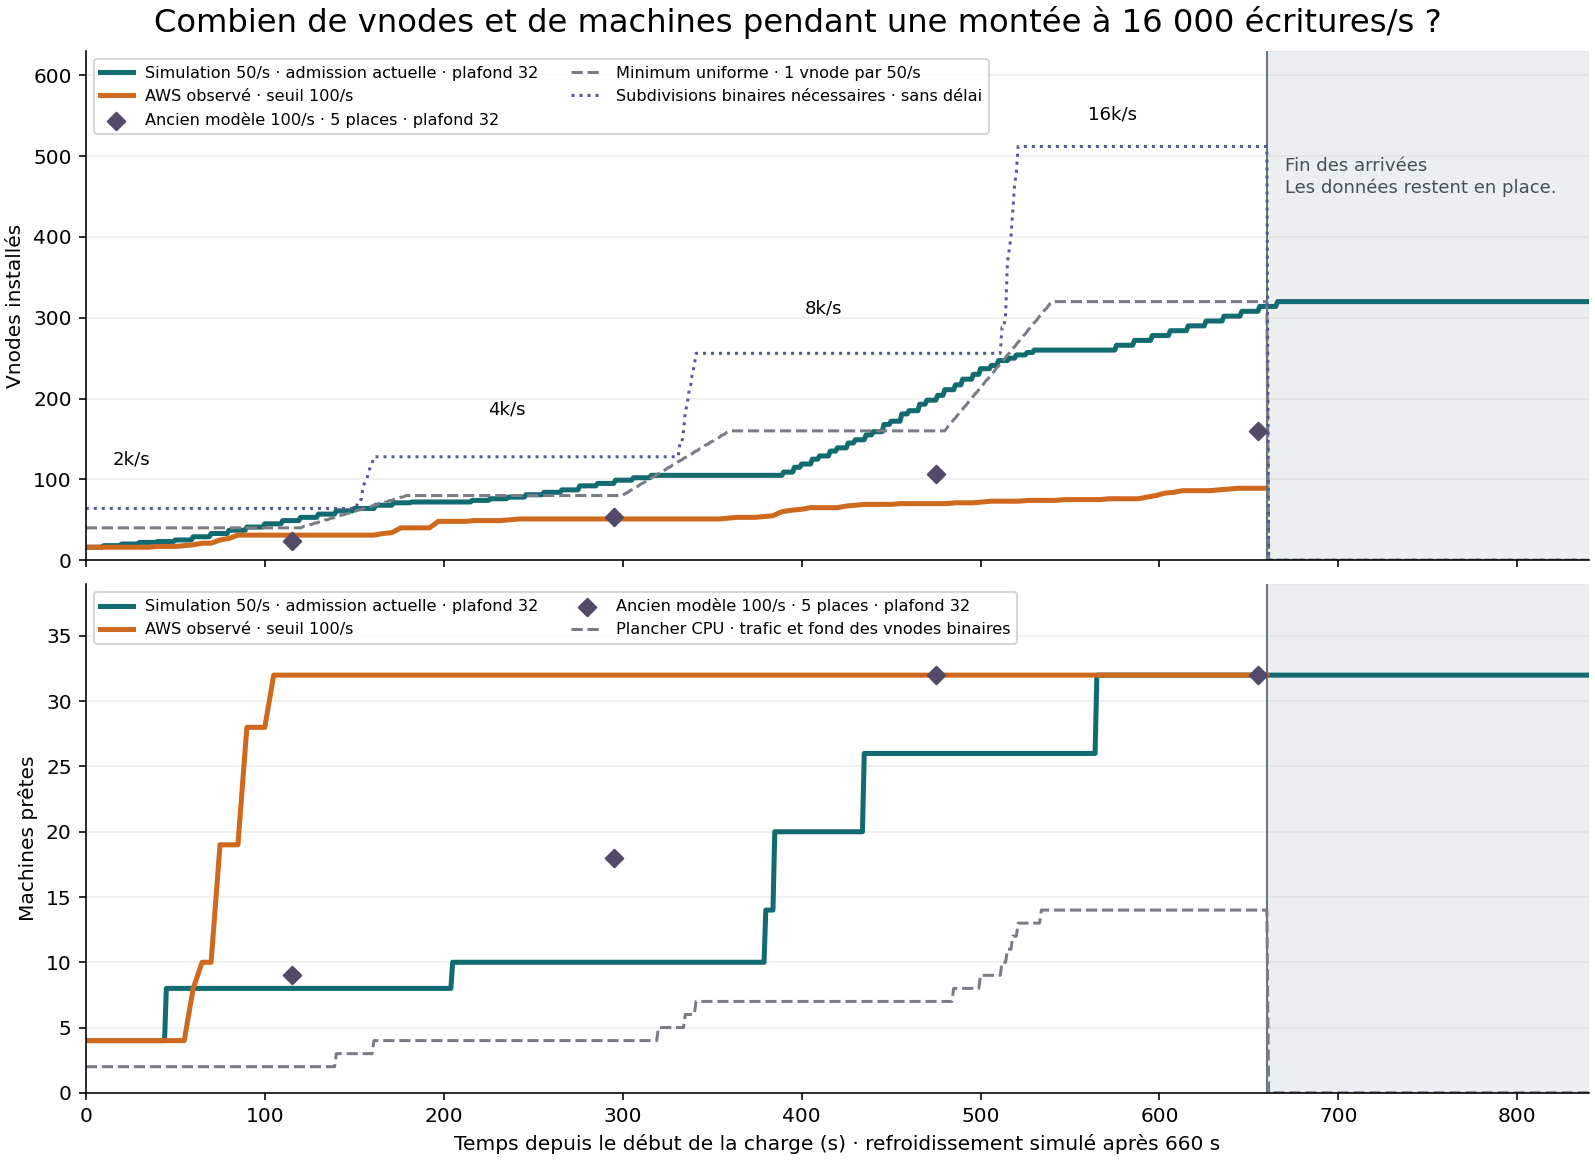 Combien de vnodes et de machines pendant une montée à 16 000 écritures/s ?
Simulation 50/s · admission actuelle · plafond 32
AWS observé · seuil 100/s
Ancien modèle 100/s · 5 places · plafond 32
Minimum uniforme · 1 vnode par 50/s
Subdivisions binaires nécessaires · sans délai
Vnodes installés
600
500
400
300
200
100
0
2k/s
4k/s
8k/s
16k/s
Fin des arrivées
Les données restent en place.
Simulation 50/s · admission actuelle · plafond 32
AWS observé · seuil 100/s
Ancien modèle 100/s · 5 places · plafond 32
Plancher CPU · trafic et fond des vnodes binaires
Machines prêtes
35
30
25
20
15
10
5
0
0 100 200 300 400 500 600 700 800
Temps depuis le début de la charge (s) · refroidissement simulé après 660 s